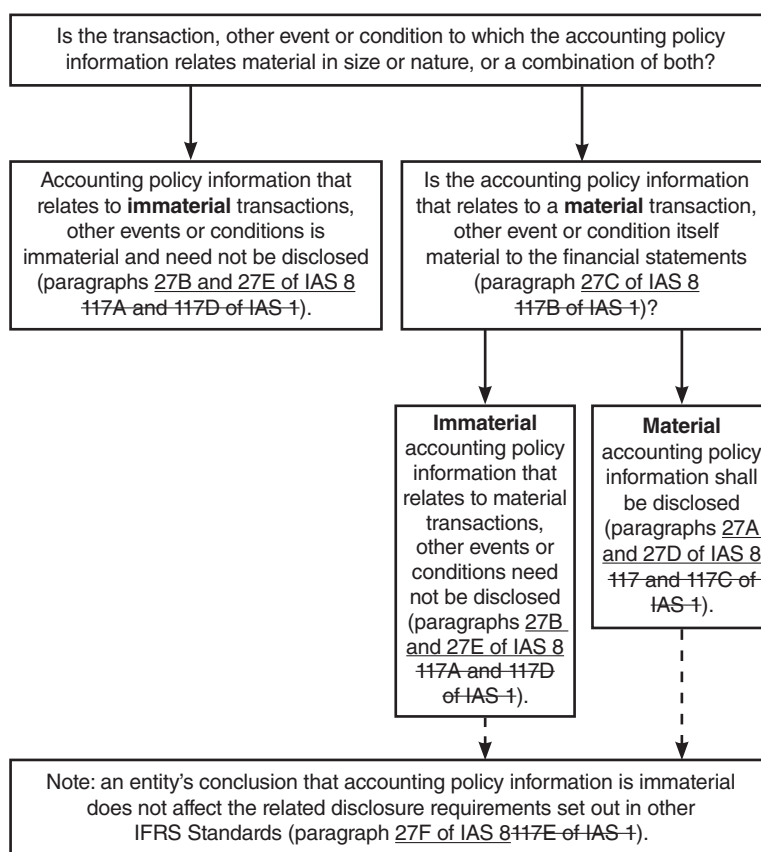 Is the transaction, other event or condition to which the accounting policy
information relates material in size or nature, or a combination of both?
Accounting policy information that
relates to immaterial transactions,
other events or conditions is
immaterial and need not be disclosed
(paragraphs 27B and 27E of IAS 8
117A and 117D of IAS 1).
Is the accounting policy information
that relates to a material transaction,
other event or condition itself
material to the financial statements
(paragraph 27C of IAS 8
117B of IAS 1)?
Immaterial
accounting policy
information that
relates to material
transactions,
other events or
conditions need
not be disclosed
(paragraphs 27B
and 27E of IAS 8
117A and 117D
of IAS 1).
Material
accounting policy
information shall
be disclosed
(paragraphs 27A
and 27D of IAS 8
117 and 117C of
IAS 1).
Note: an entity’s conclusion that accounting policy information is immaterial
does not affect the related disclosure requirements set out in other
IFRS Standards (paragraph 27F of IAS 8117E of IAS 1).